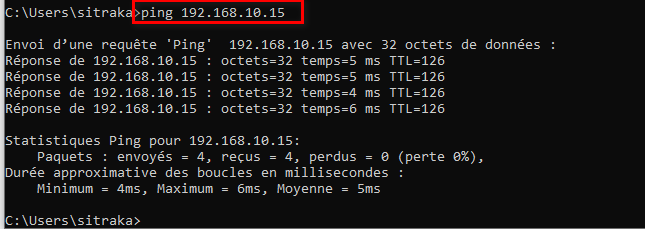 C:\Users\sitraka>ping 192.168.10.15
Envoi d’une requête 'Ping'  192.168.10.15 avec 32 octets de données :
Réponse de 192.168.10.15 : octets=32 temps=5 ms TTL=126
Réponse de 192.168.10.15 : octets=32 temps=5 ms TTL=126
Réponse de 192.168.10.15 : octets=32 temps=4 ms TTL=126
Réponse de 192.168.10.15 : octets=32 temps=6 ms TTL=126
Statistiques Ping pour 192.168.10.15:
    Paquets : envoyés = 4, reçus = 4, perdus = 0 (perte 0%),
Durée approximative des boucles en millisecondes :
    Minimum = 4ms, Maximum = 6ms, Moyenne = 5ms
C:\Users\sitraka>